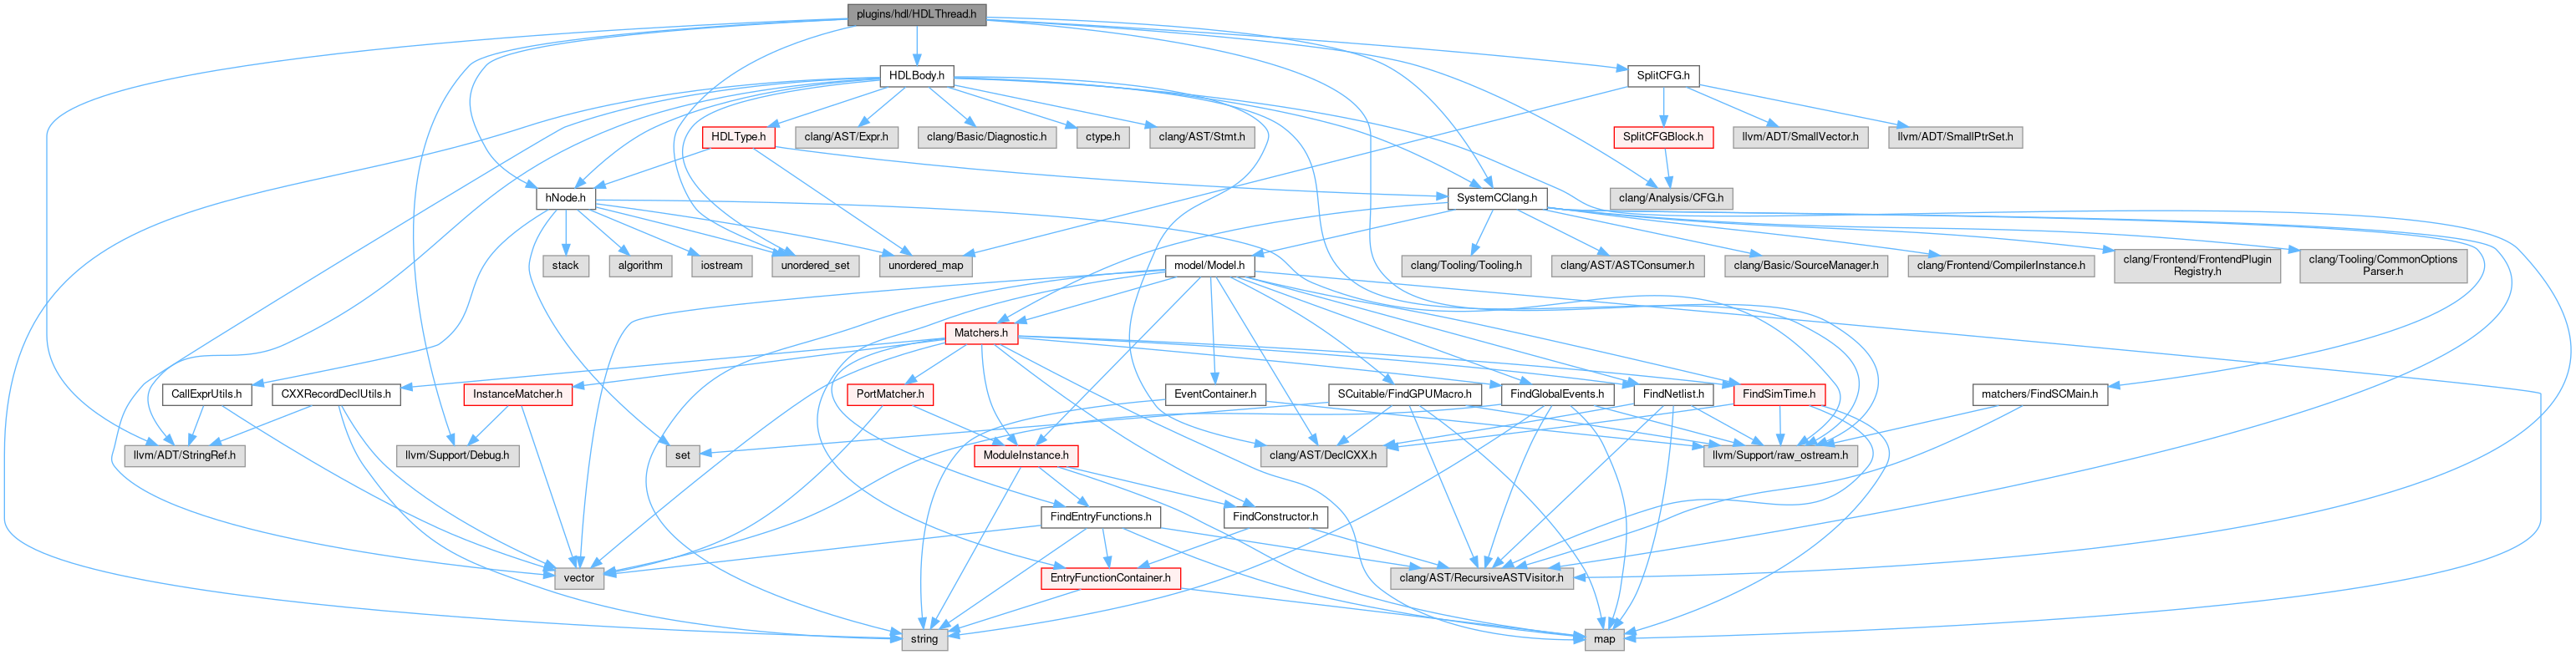 plugins/hdl/HDLThread.h
HDLBody.h
SplitCFG.h
HDLType.h
clang/AST/Expr.h
clang/Basic/Diagnostic.h
ctype.h
clang/AST/Stmt.h
SplitCFGBlock.h
llvm/ADT/SmallVector.h
llvm/ADT/SmallPtrSet.h
hNode.h
SystemCClang.h
clang/Analysis/CFG.h
stack
algorithm
iostream
unordered_set
unordered_map
clang/Tooling/Tooling.h
model/Model.h
clang/AST/ASTConsumer.h
clang/Basic/SourceManager.h
clang/Frontend/CompilerInstance.h
clang/Frontend/FrontendPlugin
Registry.h
clang/Tooling/CommonOptions
Parser.h
Matchers.h
CallExprUtils.h
CXXRecordDeclUtils.h
InstanceMatcher.h
PortMatcher.h
EventContainer.h
SCuitable/FindGPUMacro.h
FindGlobalEvents.h
FindNetlist.h
FindSimTime.h
matchers/FindSCMain.h
llvm/ADT/StringRef.h
llvm/Support/Debug.h
set
ModuleInstance.h
clang/AST/DeclCXX.h
llvm/Support/raw_ostream.h
FindEntryFunctions.h
FindConstructor.h
vector
EntryFunctionContainer.h
clang/AST/RecursiveASTVisitor.h
string
map